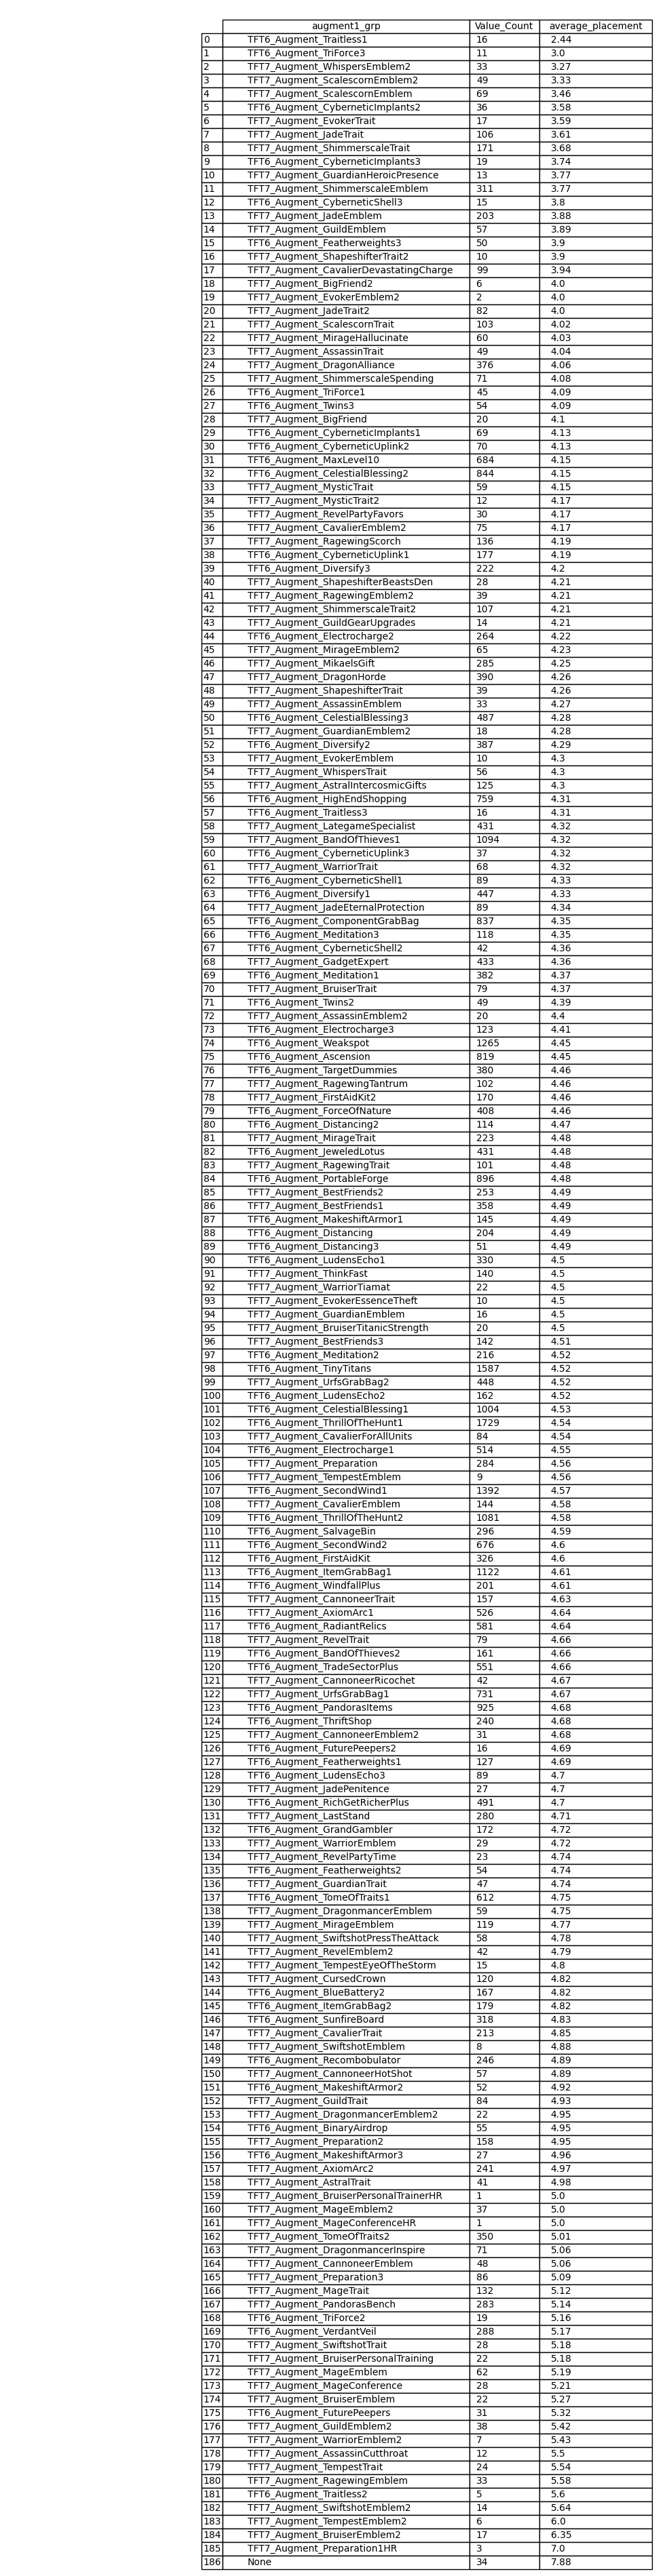 augment1_grp Value_Count average_placement
0 TFT6_Augment_Traitless1 16 2.44
1 TFT6_Augment_TriForce3 11 3.0
2 TFT7_Augment_WhispersEmblem2 33 3.27
3 TFT7_Augment_ScalescornEmblem2 49 3.33
4 TFT7_Augment_ScalescornEmblem 69 3.46
5 TFT6_Augment_CyberneticImplants2 36 3.58
6 TFT7_Augment_EvokerTrait 17 3.59
7 TFT7_Augment_JadeTrait 106 3.61
8 TFT7_Augment_ShimmerscaleTrait 171 3.68
9 TFT6_Augment_CyberneticImplants3 19 3.74
10 TFT7_Augment_GuardianHeroicPresence 13 3.77
11 TFT7_Augment_ShimmerscaleEmblem 311 3.77
12 TFT6_Augment_CyberneticShell3 15 3.8
13 TFT7_Augment_JadeEmblem 203 3.88
14 TFT7_Augment_GuildEmblem 57 3.89
15 TFT6_Augment_Featherweights3 50 3.9
16 TFT7_Augment_ShapeshifterTrait2 10 3.9
17 TFT7_Augment_CavalierDevastatingCharge 99 3.94
18 TFT7_Augment_BigFriend2 6 4.0
19 TFT7_Augment_EvokerEmblem2 2 4.0
20 TFT7_Augment_JadeTrait2 82 4.0
21 TFT7_Augment_ScalescornTrait 103 4.02
22 TFT7_Augment_MirageHallucinate 60 4.03
23 TFT7_Augment_AssassinTrait 49 4.04
24 TFT7_Augment_DragonAlliance 376 4.06
25 TFT7_Augment_ShimmerscaleSpending 71 4.08
26 TFT6_Augment_TriForce1 45 4.09
27 TFT6_Augment_Twins3 54 4.09
28 TFT7_Augment_BigFriend 20 4.1
29 TFT6_Augment_CyberneticImplants1 69 4.13
30 TFT6_Augment_CyberneticUplink2 70 4.13
31 TFT6_Augment_MaxLevel10 684 4.15
32 TFT6_Augment_CelestialBlessing2 844 4.15
33 TFT7_Augment_MysticTrait 59 4.15
34 TFT7_Augment_MysticTrait2 12 4.17
35 TFT7_Augment_RevelPartyFavors 30 4.17
36 TFT7_Augment_CavalierEmblem2 75 4.17
37 TFT7_Augment_RagewingScorch 136 4.19
38 TFT6_Augment_CyberneticUplink1 177 4.19
39 TFT6_Augment_Diversify3 222 4.2
40 TFT7_Augment_ShapeshifterBeastsDen 28 4.21
41 TFT7_Augment_RagewingEmblem2 39 4.21
42 TFT7_Augment_ShimmerscaleTrait2 107 4.21
43 TFT7_Augment_GuildGearUpgrades 14 4.21
44 TFT6_Augment_Electrocharge2 264 4.22
45 TFT7_Augment_MirageEmblem2 65 4.23
46 TFT7_Augment_MikaelsGift 285 4.25
47 TFT7_Augment_DragonHorde 390 4.26
48 TFT7_Augment_ShapeshifterTrait 39 4.26
49 TFT7_Augment_AssassinEmblem 33 4.27
50 TFT6_Augment_CelestialBlessing3 487 4.28
51 TFT7_Augment_GuardianEmblem2 18 4.28
52 TFT6_Augment_Diversify2 387 4.29
53 TFT7_Augment_EvokerEmblem 10 4.3
54 TFT7_Augment_WhispersTrait 56 4.3
55 TFT7_Augment_AstralIntercosmicGifts 125 4.3
56 TFT6_Augment_HighEndShopping 759 4.31
57 TFT6_Augment_Traitless3 16 4.31
58 TFT7_Augment_LategameSpecialist 431 4.32
59 TFT7_Augment_BandOfThieves1 1094 4.32
60 TFT6_Augment_CyberneticUplink3 37 4.32
61 TFT7_Augment_WarriorTrait 68 4.32
62 TFT6_Augment_CyberneticShell1 89 4.33
63 TFT6_Augment_Diversify1 447 4.33
64 TFT7_Augment_JadeEternalProtection 89 4.34
65 TFT6_Augment_ComponentGrabBag 837 4.35
66 TFT6_Augment_Meditation3 118 4.35
67 TFT6_Augment_CyberneticShell2 42 4.36
68 TFT7_Augment_GadgetExpert 433 4.36
69 TFT6_Augment_Meditation1 382 4.37
70 TFT7_Augment_BruiserTrait 79 4.37
71 TFT6_Augment_Twins2 49 4.39
72 TFT7_Augment_AssassinEmblem2 20 4.4
73 TFT6_Augment_Electrocharge3 123 4.41
74 TFT6_Augment_Weakspot 1265 4.45
75 TFT6_Augment_Ascension 819 4.45
76 TFT6_Augment_TargetDummies 380 4.46
77 TFT7_Augment_RagewingTantrum 102 4.46
78 TFT7_Augment_FirstAidKit2 170 4.46
79 TFT6_Augment_ForceOfNature 408 4.46
80 TFT6_Augment_Distancing2 114 4.47
81 TFT7_Augment_MirageTrait 223 4.48
82 TFT6_Augment_JeweledLotus 431 4.48
83 TFT7_Augment_RagewingTrait 101 4.48
84 TFT6_Augment_PortableForge 896 4.48
85 TFT7_Augment_BestFriends2 253 4.49
86 TFT7_Augment_BestFriends1 358 4.49
87 TFT6_Augment_MakeshiftArmor1 145 4.49
88 TFT6_Augment_Distancing 204 4.49
89 TFT6_Augment_Distancing3 51 4.49
90 TFT6_Augment_LudensEcho1 330 4.5
91 TFT7_Augment_ThinkFast 140 4.5
92 TFT7_Augment_WarriorTiamat 22 4.5
93 TFT7_Augment_EvokerEssenceTheft 10 4.5
94 TFT7_Augment_GuardianEmblem 16 4.5
95 TFT7_Augment_BruiserTitanicStrength 20 4.5
96 TFT7_Augment_BestFriends3 142 4.51
97 TFT6_Augment_Meditation2 216 4.52
98 TFT6_Augment_TinyTitans 1587 4.52
99 TFT7_Augment_UrfsGrabBag2 448 4.52
100 TFT6_Augment_LudensEcho2 162 4.52
101 TFT6_Augment_CelestialBlessing1 1004 4.53
102 TFT6_Augment_ThrillOfTheHunt1 1729 4.54
103 TFT7_Augment_CavalierForAllUnits 84 4.54
104 TFT6_Augment_Electrocharge1 514 4.55
105 TFT7_Augment_Preparation 284 4.56
106 TFT7_Augment_TempestEmblem 9 4.56
107 TFT6_Augment_SecondWind1 1392 4.57
108 TFT7_Augment_CavalierEmblem 144 4.58
109 TFT6_Augment_ThrillOfTheHunt2 1081 4.58
110 TFT6_Augment_SalvageBin 296 4.59
111 TFT6_Augment_SecondWind2 676 4.6
112 TFT6_Augment_FirstAidKit 326 4.6
113 TFT6_Augment_ItemGrabBag1 1122 4.61
114 TFT6_Augment_WindfallPlus 201 4.61
115 TFT7_Augment_CannoneerTrait 157 4.63
116 TFT7_Augment_AxiomArc1 526 4.64
117 TFT6_Augment_RadiantRelics 581 4.64
118 TFT7_Augment_RevelTrait 79 4.66
119 TFT7_Augment_BandOfThieves2 161 4.66
120 TFT6_Augment_TradeSectorPlus 551 4.66
121 TFT7_Augment_CannoneerRicochet 42 4.67
122 TFT7_Augment_UrfsGrabBag1 731 4.67
123 TFT6_Augment_PandorasItems 925 4.68
124 TFT6_Augment_ThriftShop 240 4.68
125 TFT7_Augment_CannoneerEmblem2 31 4.68
126 TFT6_Augment_FuturePeepers2 16 4.69
127 TFT6_Augment_Featherweights1 127 4.69
128 TFT6_Augment_LudensEcho3 89 4.7
129 TFT7_Augment_JadePenitence 27 4.7
130 TFT6_Augment_RichGetRicherPlus 491 4.7
131 TFT7_Augment_LastStand 280 4.71
132 TFT6_Augment_GrandGambler 172 4.72
133 TFT7_Augment_WarriorEmblem 29 4.72
134 TFT7_Augment_RevelPartyTime 23 4.74
135 TFT6_Augment_Featherweights2 54 4.74
136 TFT7_Augment_GuardianTrait 47 4.74
137 TFT6_Augment_TomeOfTraits1 612 4.75
138 TFT7_Augment_DragonmancerEmblem 59 4.75
139 TFT7_Augment_MirageEmblem 119 4.77
140 TFT7_Augment_SwiftshotPressTheAttack 58 4.78
141 TFT7_Augment_RevelEmblem2 42 4.79
142 TFT7_Augment_TempestEyeOfTheStorm 15 4.8
143 TFT7_Augment_CursedCrown 120 4.82
144 TFT6_Augment_BlueBattery2 167 4.82
145 TFT6_Augment_ItemGrabBag2 179 4.82
146 TFT6_Augment_SunfireBoard 318 4.83
147 TFT7_Augment_CavalierTrait 213 4.85
148 TFT7_Augment_SwiftshotEmblem 8 4.88
149 TFT6_Augment_Recombobulator 246 4.89
150 TFT7_Augment_CannoneerHotShot 57 4.89
151 TFT6_Augment_MakeshiftArmor2 52 4.92
152 TFT7_Augment_GuildTrait 84 4.93
153 TFT7_Augment_DragonmancerEmblem2 22 4.95
154 TFT6_Augment_BinaryAirdrop 55 4.95
155 TFT7_Augment_Preparation2 158 4.95
156 TFT6_Augment_MakeshiftArmor3 27 4.96
157 TFT7_Augment_AxiomArc2 241 4.97
158 TFT7_Augment_AstralTrait 41 4.98
159 TFT7_Augment_BruiserPersonalTrainerHR 1 5.0
160 TFT7_Augment_MageEmblem2 37 5.0
161 TFT7_Augment_MageConferenceHR 1 5.0
162 TFT7_Augment_TomeOfTraits2 350 5.01
163 TFT7_Augment_DragonmancerInspire 71 5.06
164 TFT7_Augment_CannoneerEmblem 48 5.06
165 TFT7_Augment_Preparation3 86 5.09
166 TFT7_Augment_MageTrait 132 5.12
167 TFT7_Augment_PandorasBench 283 5.14
168 TFT6_Augment_TriForce2 19 5.16
169 TFT6_Augment_VerdantVeil 288 5.17
170 TFT7_Augment_SwiftshotTrait 28 5.18
171 TFT7_Augment_BruiserPersonalTraining 22 5.18
172 TFT7_Augment_MageEmblem 62 5.19
173 TFT7_Augment_MageConference 28 5.21
174 TFT7_Augment_BruiserEmblem 22 5.27
175 TFT6_Augment_FuturePeepers 31 5.32
176 TFT7_Augment_GuildEmblem2 38 5.42
177 TFT7_Augment_WarriorEmblem2 7 5.43
178 TFT7_Augment_AssassinCutthroat 12 5.5
179 TFT7_Augment_TempestTrait 24 5.54
180 TFT7_Augment_RagewingEmblem 33 5.58
181 TFT6_Augment_Traitless2 5 5.6
182 TFT7_Augment_SwiftshotEmblem2 14 5.64
183 TFT7_Augment_TempestEmblem2 6 6.0
184 TFT7_Augment_BruiserEmblem2 17 6.35
185 TFT7_Augment_Preparation1HR 3 7.0
186 None 34 7.88